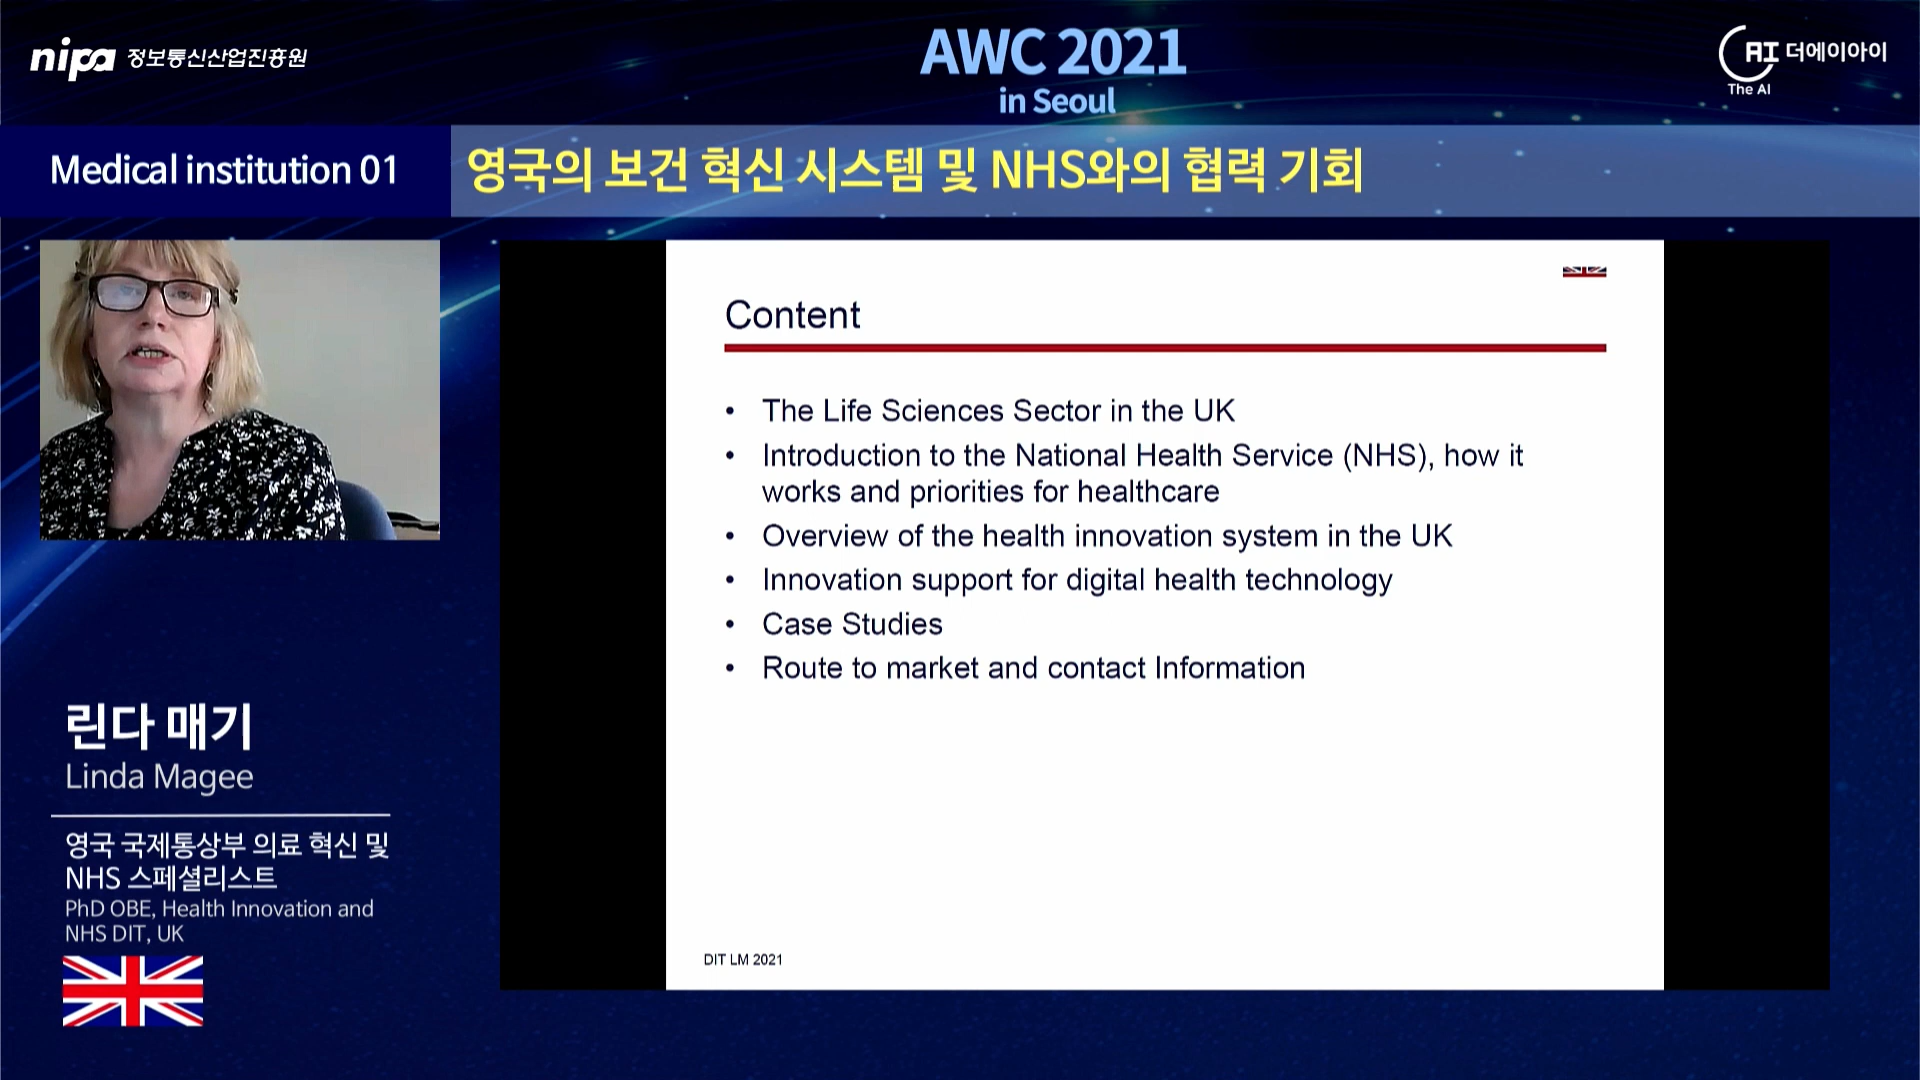 nipa 정보통신산업진흥원
AWC 2021
in Seoul
AI 더에이아이
The AI
Medical institution 01
영국의 보건 혁신 시스템 및 NHS와의 협력 기회
Content
• The Life Sciences Sector in the UK
• Introduction to the National Health Service (NHS), how it
works and priorities for healthcare
• Overview of the health innovation system in the UK
• Innovation support for digital health technology
• Case Studies
• Route to market and contact Information
DIT LM 2021
린다 매기
Linda Magee
영국 국제통상부 의료 혁신 및
NHS 스페셜리스트
PhD OBE, Health Innovation and
NHS DIT, UK